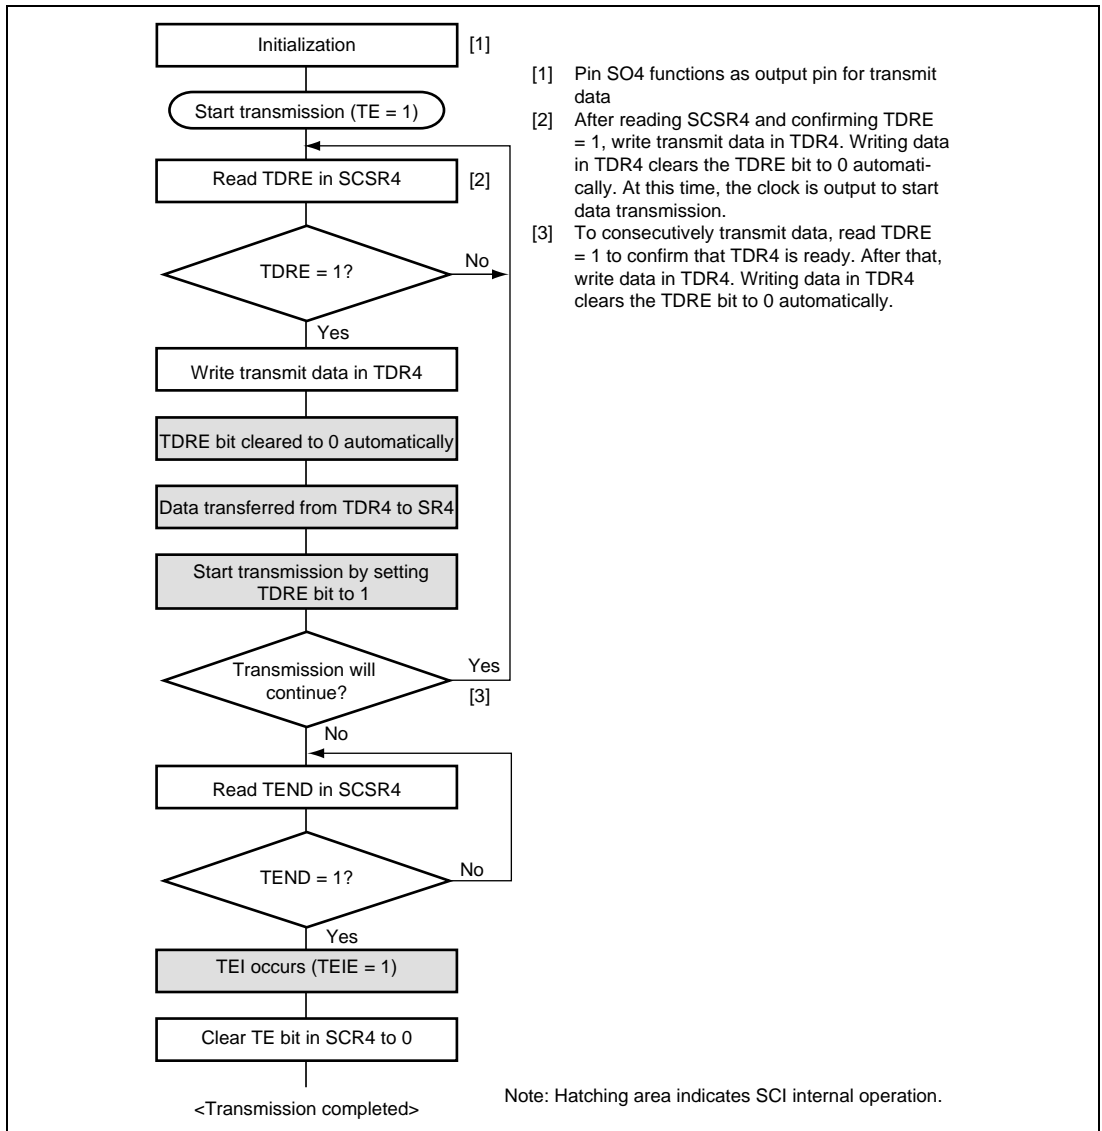 Initialization
[1]
Start transmission (TE = 1)
Read TDRE in SCSR4
[2]
TDRE = 1?
No
Yes
Write transmit data in TDR4
TDRE bit cleared to 0 automatically
Data transferred from TDR4 to SR4
Start transmission by setting
TDRE bit to 1
Transmission will
continue?
Yes
[3]
No
Read TEND in SCSR4
TEND = 1?
No
Yes
TEI occurs (TEIE = 1)
Clear TE bit in SCR4 to 0
<Transmission completed>
[1] Pin SO4 functions as output pin for transmit
data
[2] After reading SCSR4 and confirming TDRE
= 1, write transmit data in TDR4. Writing data
in TDR4 clears the TDRE bit to 0 automati-
cally. At this time, the clock is output to start
data transmission.
[3] To consecutively transmit data, read TDRE
= 1 to confirm that TDR4 is ready. After that,
write data in TDR4. Writing data in TDR4
clears the TDRE bit to 0 automatically.
Note: Hatching area indicates SCI internal operation.